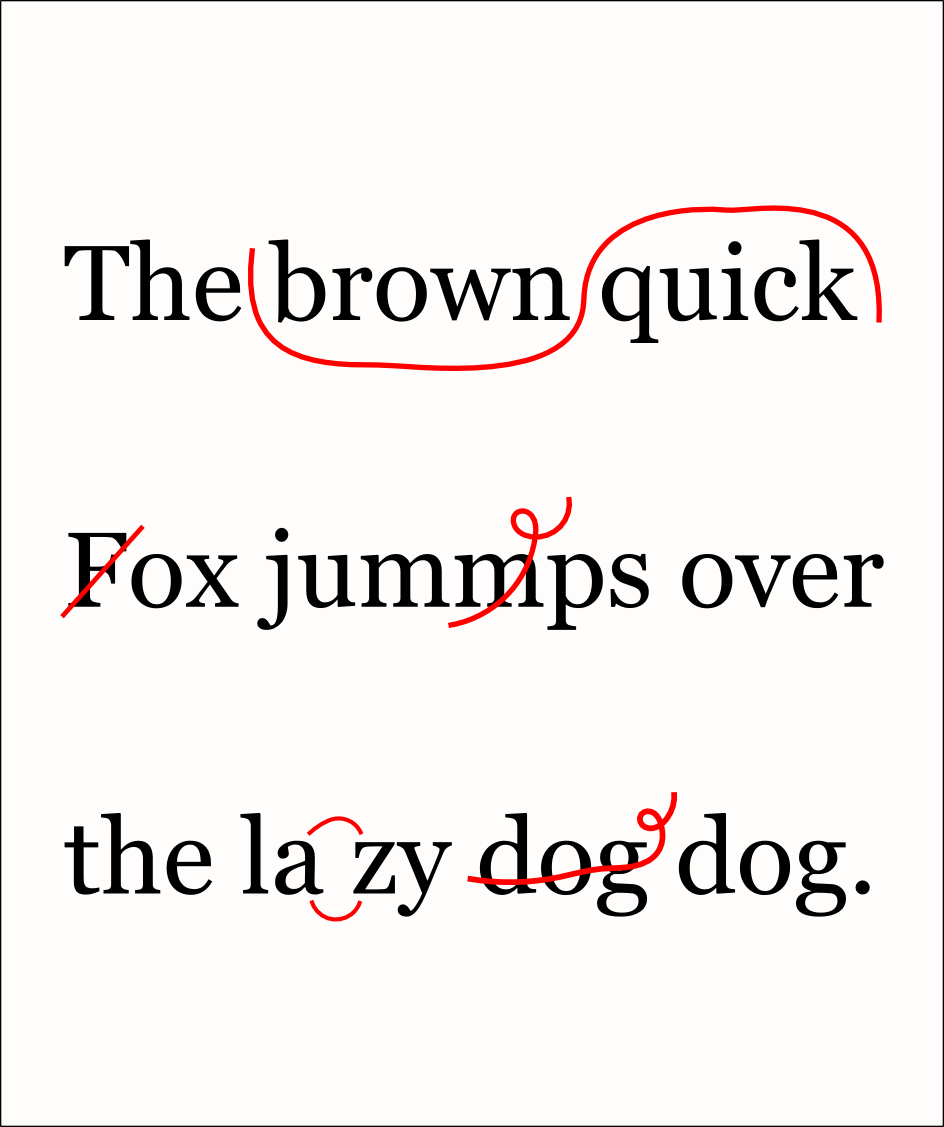 The brown quick
Fox jummps over
the la zy dog dog.